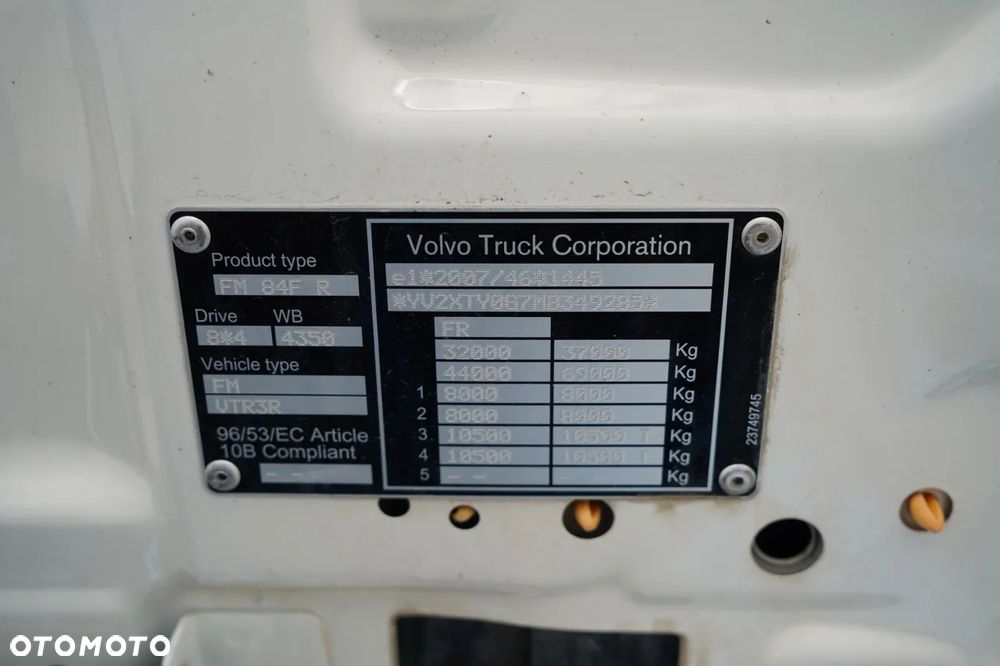 Volvo Truck Corporation
Product type
FM 84F R
e1*2007/46*1445
*YV2XTY0G7MB349285*
Drive WB
8*4 4350
Vehicle type
FM
VTR3R
96/53/EC Article
10B Compliant
-- --
FR
32000 37000 Kg
44000 69000 Kg
1 8000 8000 Kg
2 8000 8000 Kg
3 10500 10500 T Kg
4 10500 10500 T Kg
5 -- -- Kg
23749745
OTOMOTO